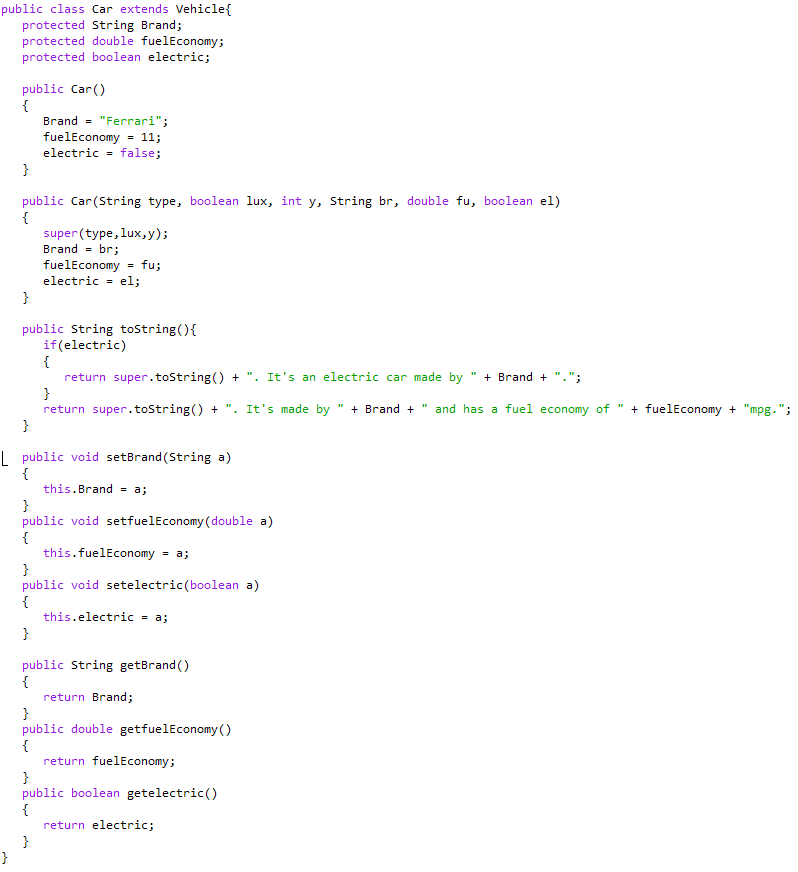 public class Car extends Vehicle{
   protected String Brand;
   protected double fuelEconomy;
   protected boolean electric;

   public Car()
   {
      Brand = "Ferrari";
      fuelEconomy = 11;
      electric = false;
   }

   public Car(String type, boolean lux, int y, String br, double fu, boolean el)
   {
      super(type,lux,y);
      Brand = br;
      fuelEconomy = fu;
      electric = el;
   }

   public String toString(){
      if(electric)
      {
         return super.toString() + ". It's an electric car made by " + Brand + ".";
      }
      return super.toString() + ". It's made by " + Brand + " and has a fuel economy of " + fuelEconomy + "mpg.";
   }

   public void setBrand(String a)
   {
      this.Brand = a;
   }
   public void setfuelEconomy(double a)
   {
      this.fuelEconomy = a;
   }
   public void setelectric(boolean a)
   {
      this.electric = a;
   }

   public String getBrand()
   {
      return Brand;
   }
   public double getfuelEconomy()
   {
      return fuelEconomy;
   }
   public boolean getelectric()
   {
      return electric;
   }
}